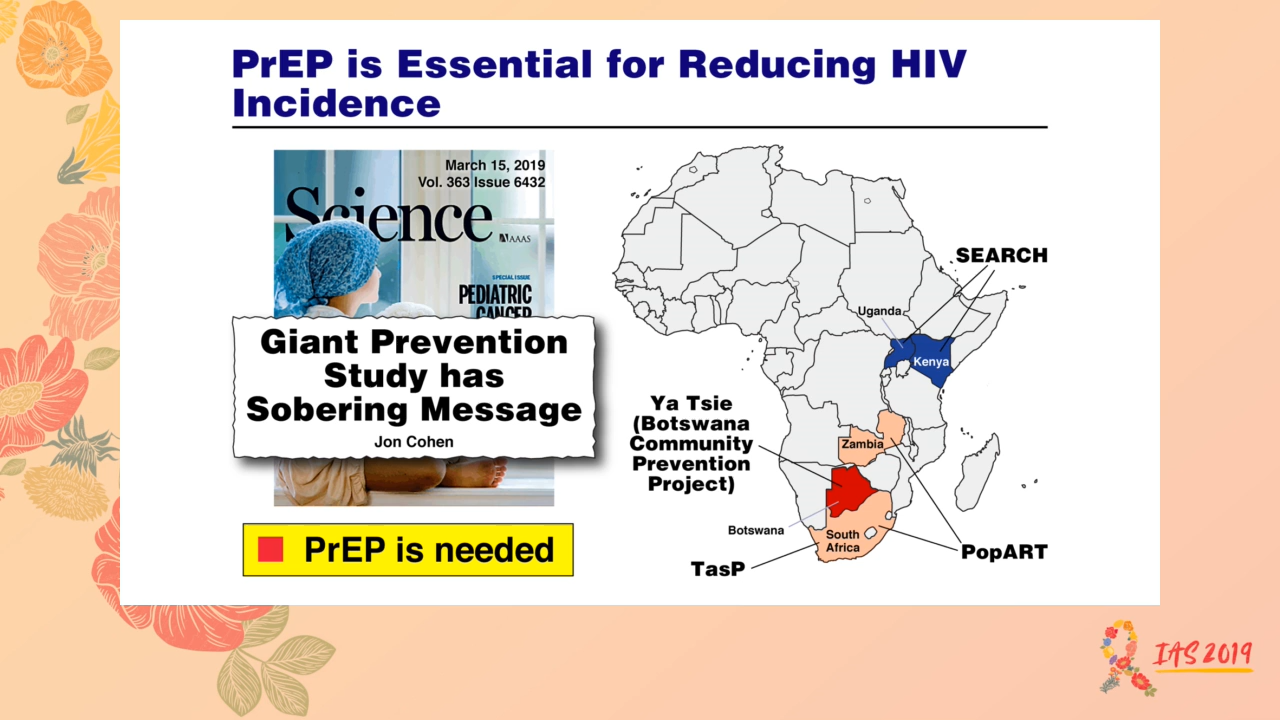 PrEP is Essential for Reducing HIV
Incidence
March 15, 2019
Vol. 363 Issue 6432
Science
AAAS
SPECIAL ISSUE
PEDIATRIC
CANCER
Giant Prevention
Study has
Sobering Message
Jon Cohen
PrEP is needed
SEARCH
Uganda
Kenya
Ya Tsie
(Botswana
Community
Prevention
Project)
Zambia
Botswana
South
Africa
TasP
PopART
IAS 2019